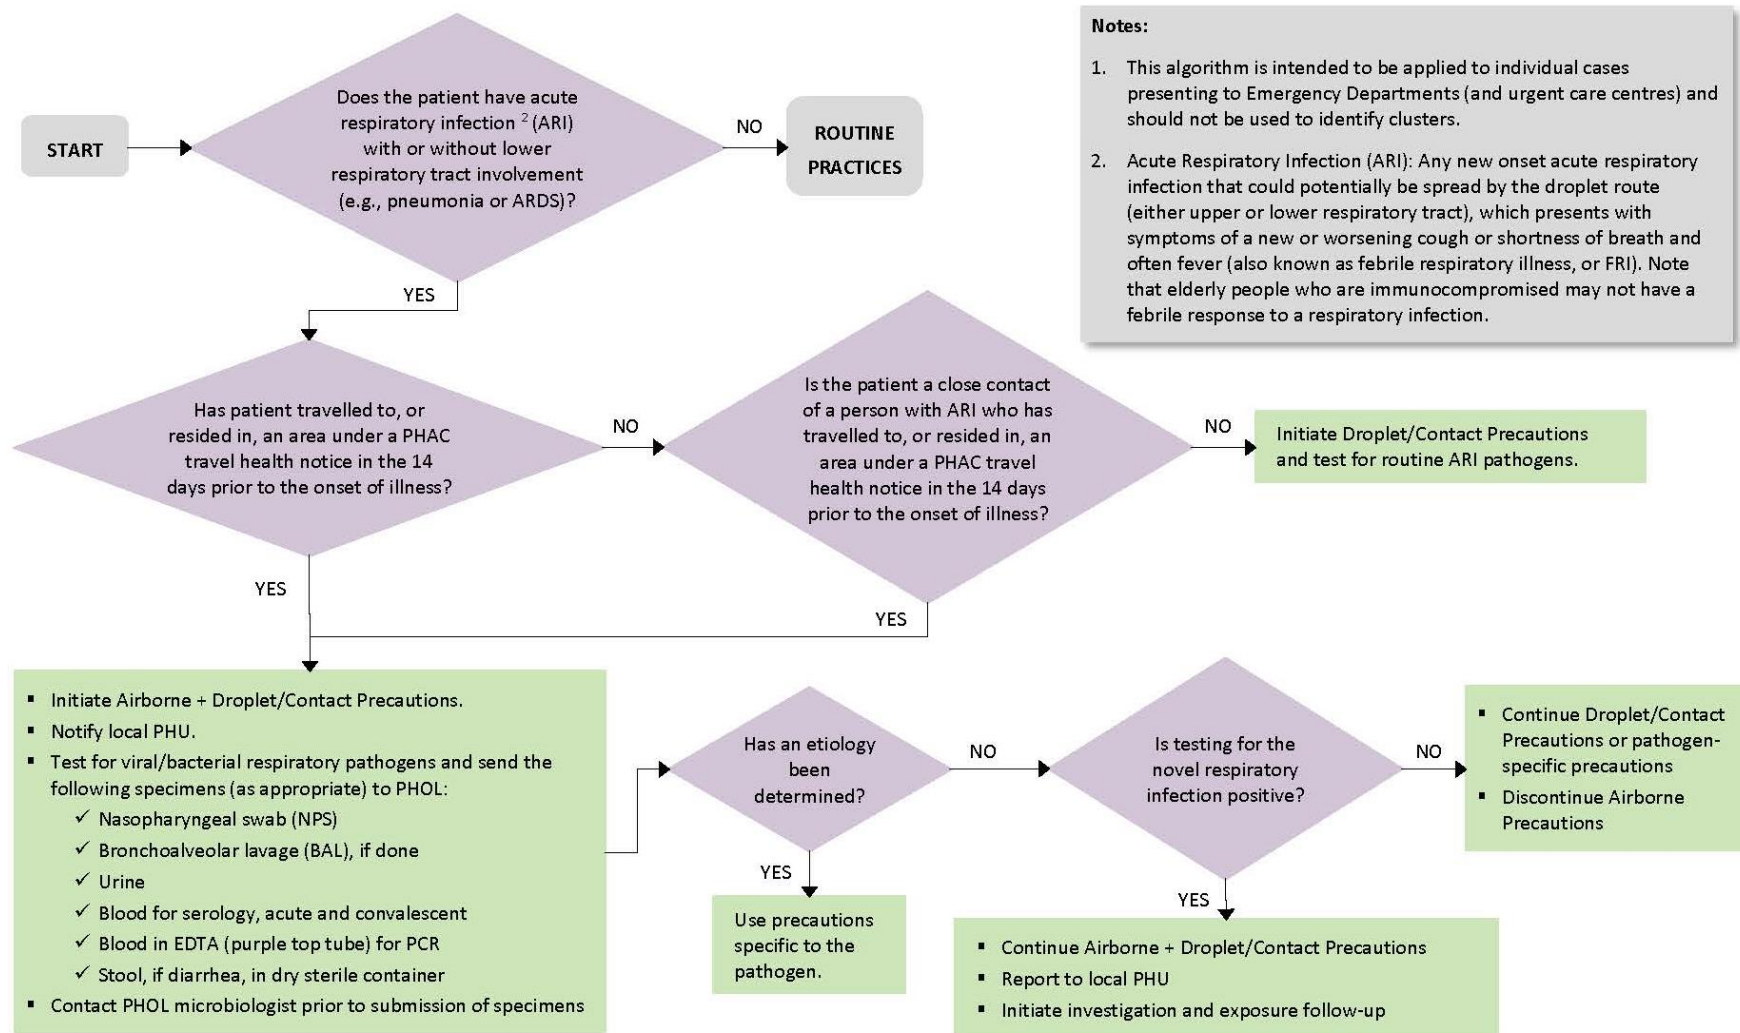 START
Does the patient have acute
respiratory infection ² (ARI)
with or without lower
respiratory tract involvement
(e.g., pneumonia or ARDS)?
NO
ROUTINE
PRACTICES
Notes:
1. This algorithm is intended to be applied to individual cases
presenting to Emergency Departments (and urgent care centres) and
should not be used to identify clusters.
2. Acute Respiratory Infection (ARI): Any new onset acute respiratory
infection that could potentially be spread by the droplet route
(either upper or lower respiratory tract), which presents with
symptoms of a new or worsening cough or shortness of breath and
often fever (also known as febrile respiratory illness, or FRI). Note
that elderly people who are immunocompromised may not have a
febrile response to a respiratory infection.
YES
Has patient travelled to, or
resided in, an area under a PHAC
travel health notice in the 14
days prior to the onset of illness?
NO
Is the patient a close contact
of a person with ARI who has
travelled to, or resided in, an
area under a PHAC travel
health notice in the 14 days
prior to the onset of illness?
NO
Initiate Droplet/Contact Precautions
and test for routine ARI pathogens.
YES
YES
▪ Initiate Airborne + Droplet/Contact Precautions.
▪ Notify local PHU.
▪ Test for viral/bacterial respiratory pathogens and send the
following specimens (as appropriate) to PHOL:
✓ Nasopharyngeal swab (NPS)
✓ Bronchoalveolar lavage (BAL), if done
✓ Urine
✓ Blood for serology, acute and convalescent
✓ Blood in EDTA (purple top tube) for PCR
✓ Stool, if diarrhea, in dry sterile container
▪ Contact PHOL microbiologist prior to submission of specimens
Has an etiology
been
determined?
NO
YES
Use precautions
specific to the
pathogen.
Is testing for the
novel respiratory
infection positive?
NO
▪ Continue Droplet/Contact
Precautions or pathogen-
specific precautions
▪ Discontinue Airborne
Precautions
YES
▪ Continue Airborne + Droplet/Contact Precautions
▪ Report to local PHU
▪ Initiate investigation and exposure follow-up